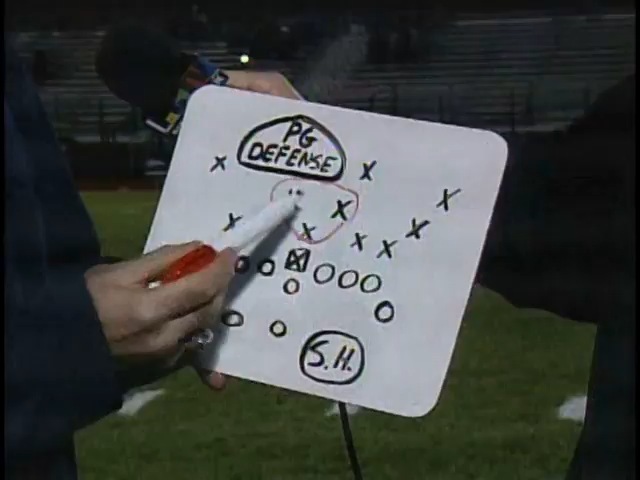 PG
DEFENSE
X X
X X
X X X X X
X
S.H.